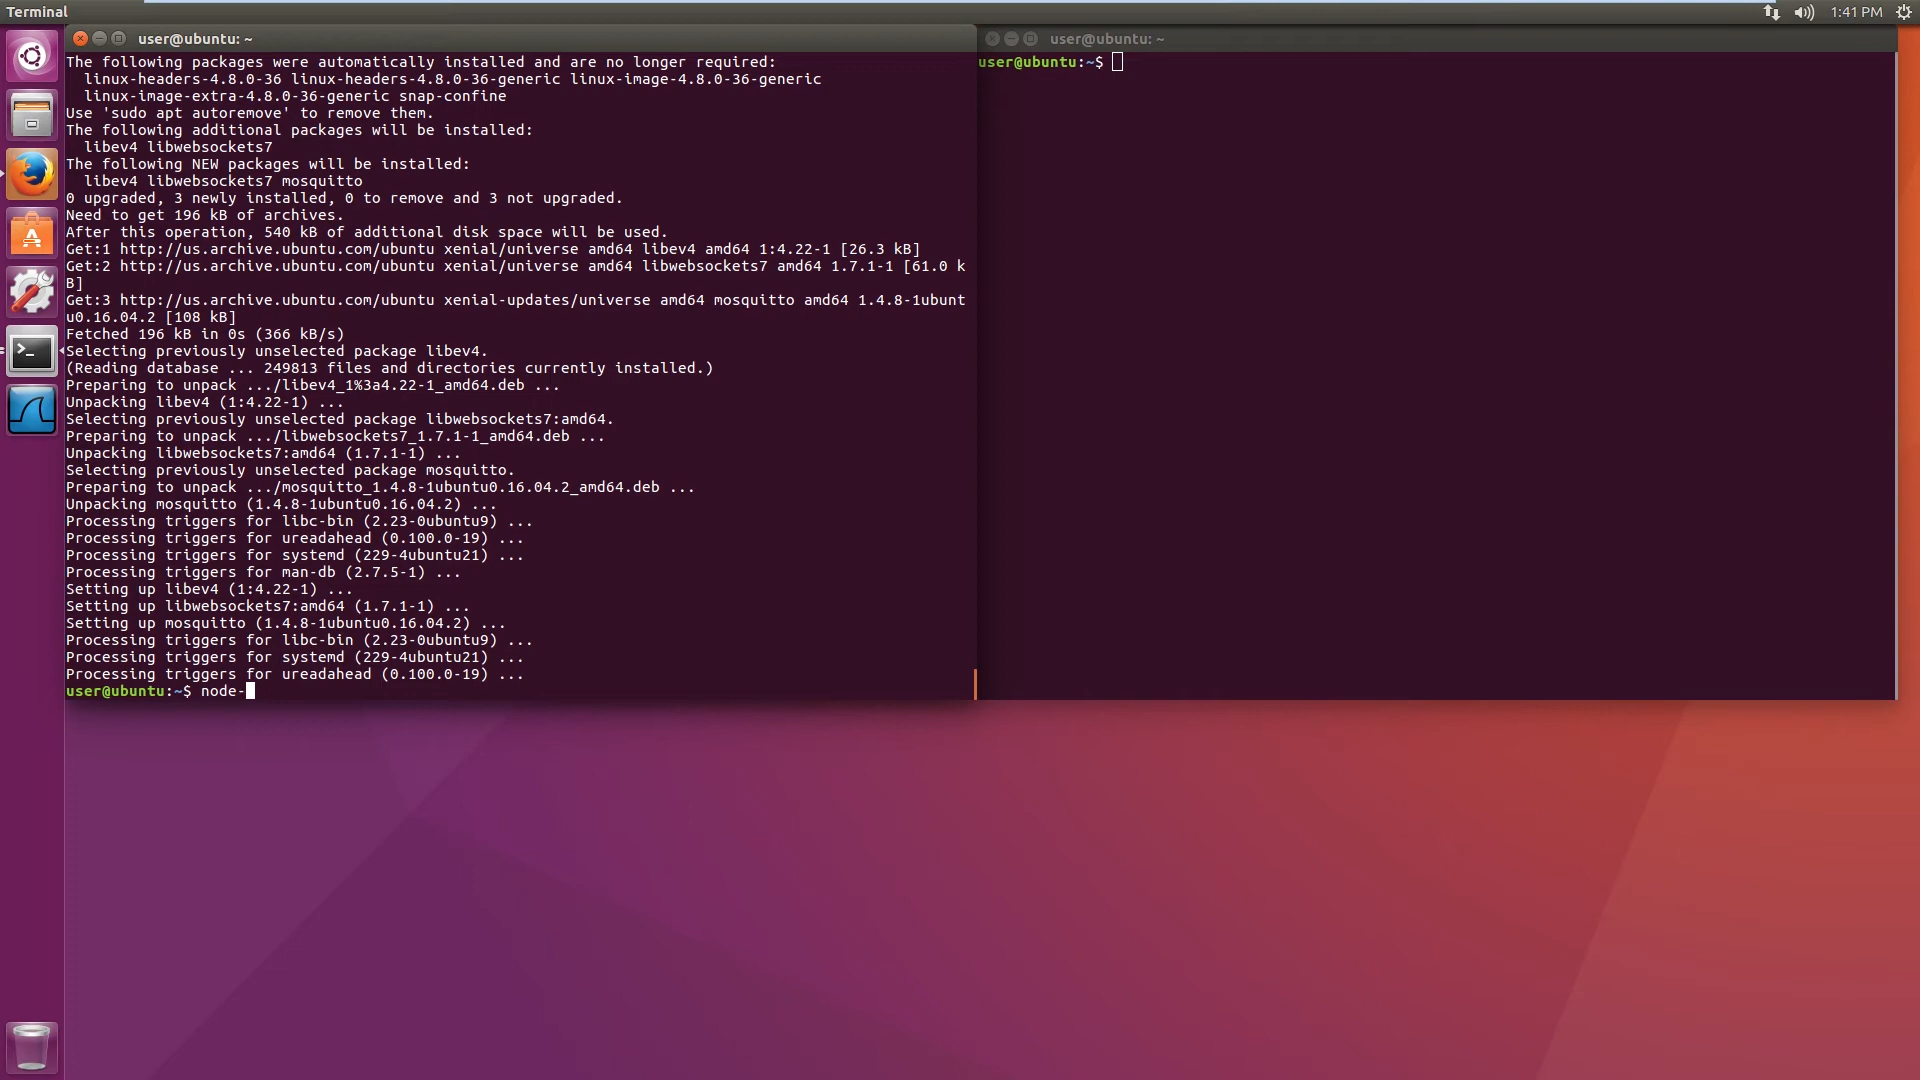 Terminal
1:41 PM
user@ubuntu: ~
The following packages were automatically installed and are no longer required:
linux-headers-4.8.0-36 linux-headers-4.8.0-36-generic linux-image-4.8.0-36-generic
linux-image-extra-4.8.0-36-generic snap-confine
Use 'sudo apt autoremove' to remove them.
The following additional packages will be installed:
libev4 libwebsockets7
The following NEW packages will be installed:
libev4 libwebsockets7 mosquitto
0 upgraded, 3 newly installed, 0 to remove and 3 not upgraded.
Need to get 196 kB of archives.
After this operation, 540 kB of additional disk space will be used.
Get:1 http://us.archive.ubuntu.com/ubuntu xenial/universe amd64 libev4 amd64 1:4.22-1 [26.3 kB]
Get:2 http://us.archive.ubuntu.com/ubuntu xenial/universe amd64 libwebsockets7 amd64 1.7.1-1 [61.0 k
B]
Get:3 http://us.archive.ubuntu.com/ubuntu xenial-updates/universe amd64 mosquitto amd64 1.4.8-1ubunt
u0.16.04.2 [108 kB]
Fetched 196 kB in 0s (366 kB/s)
Selecting previously unselected package libev4.
(Reading database ... 249813 files and directories currently installed.)
Preparing to unpack .../libev4_1%3a4.22-1_amd64.deb ...
Unpacking libev4 (1:4.22-1) ...
Selecting previously unselected package libwebsockets7:amd64.
Preparing to unpack .../libwebsockets7_1.7.1-1_amd64.deb ...
Unpacking libwebsockets7:amd64 (1.7.1-1) ...
Selecting previously unselected package mosquitto.
Preparing to unpack .../mosquitto_1.4.8-1ubuntu0.16.04.2_amd64.deb ...
Unpacking mosquitto (1.4.8-1ubuntu0.16.04.2) ...
Processing triggers for libc-bin (2.23-0ubuntu9) ...
Processing triggers for ureadahead (0.100.0-19) ...
Processing triggers for systemd (229-4ubuntu21) ...
Processing triggers for man-db (2.7.5-1) ...
Setting up libev4 (1:4.22-1) ...
Setting up libwebsockets7:amd64 (1.7.1-1) ...
Setting up mosquitto (1.4.8-1ubuntu0.16.04.2) ...
Processing triggers for libc-bin (2.23-0ubuntu9) ...
Processing triggers for systemd (229-4ubuntu21) ...
Processing triggers for ureadahead (0.100.0-19) ...
user@ubuntu:~$ node-
user@ubuntu: ~
user@ubuntu:~$